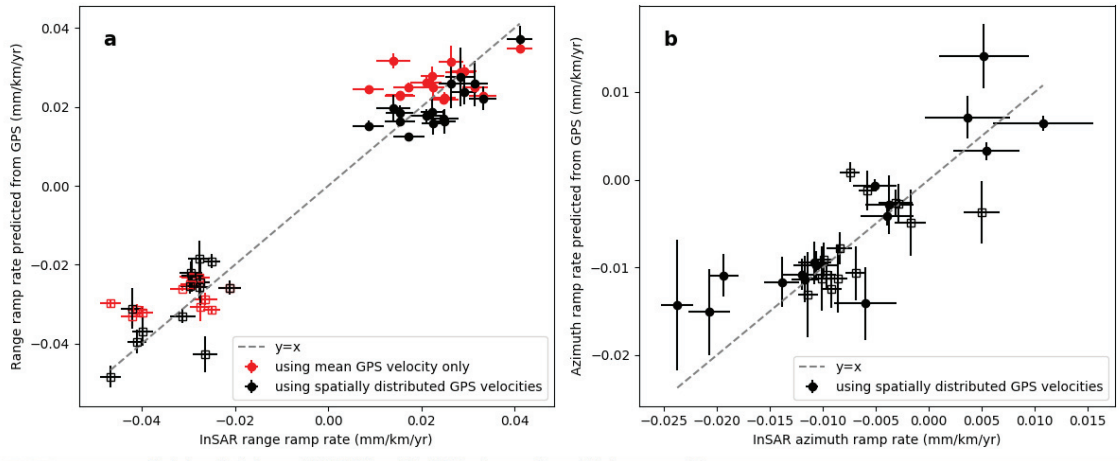 a
Range ramp rate predicted from GPS (mm/km/yr)
0.04
0.02
0.00
−0.02
−0.04
−0.04
−0.02
0.00
0.02
0.04
InSAR range ramp rate (mm/km/yr)
y=x
using mean GPS velocity only
using spatially distributed GPS velocities
b
Azimuth ramp rate predicted from GPS (mm/km/yr)
0.01
0.00
−0.01
−0.02
−0.025
−0.020
−0.015
−0.010
−0.005
0.000
0.005
0.010
0.015
InSAR azimuth ramp rate (mm/km/yr)
y=x
using spatially distributed GPS velocities